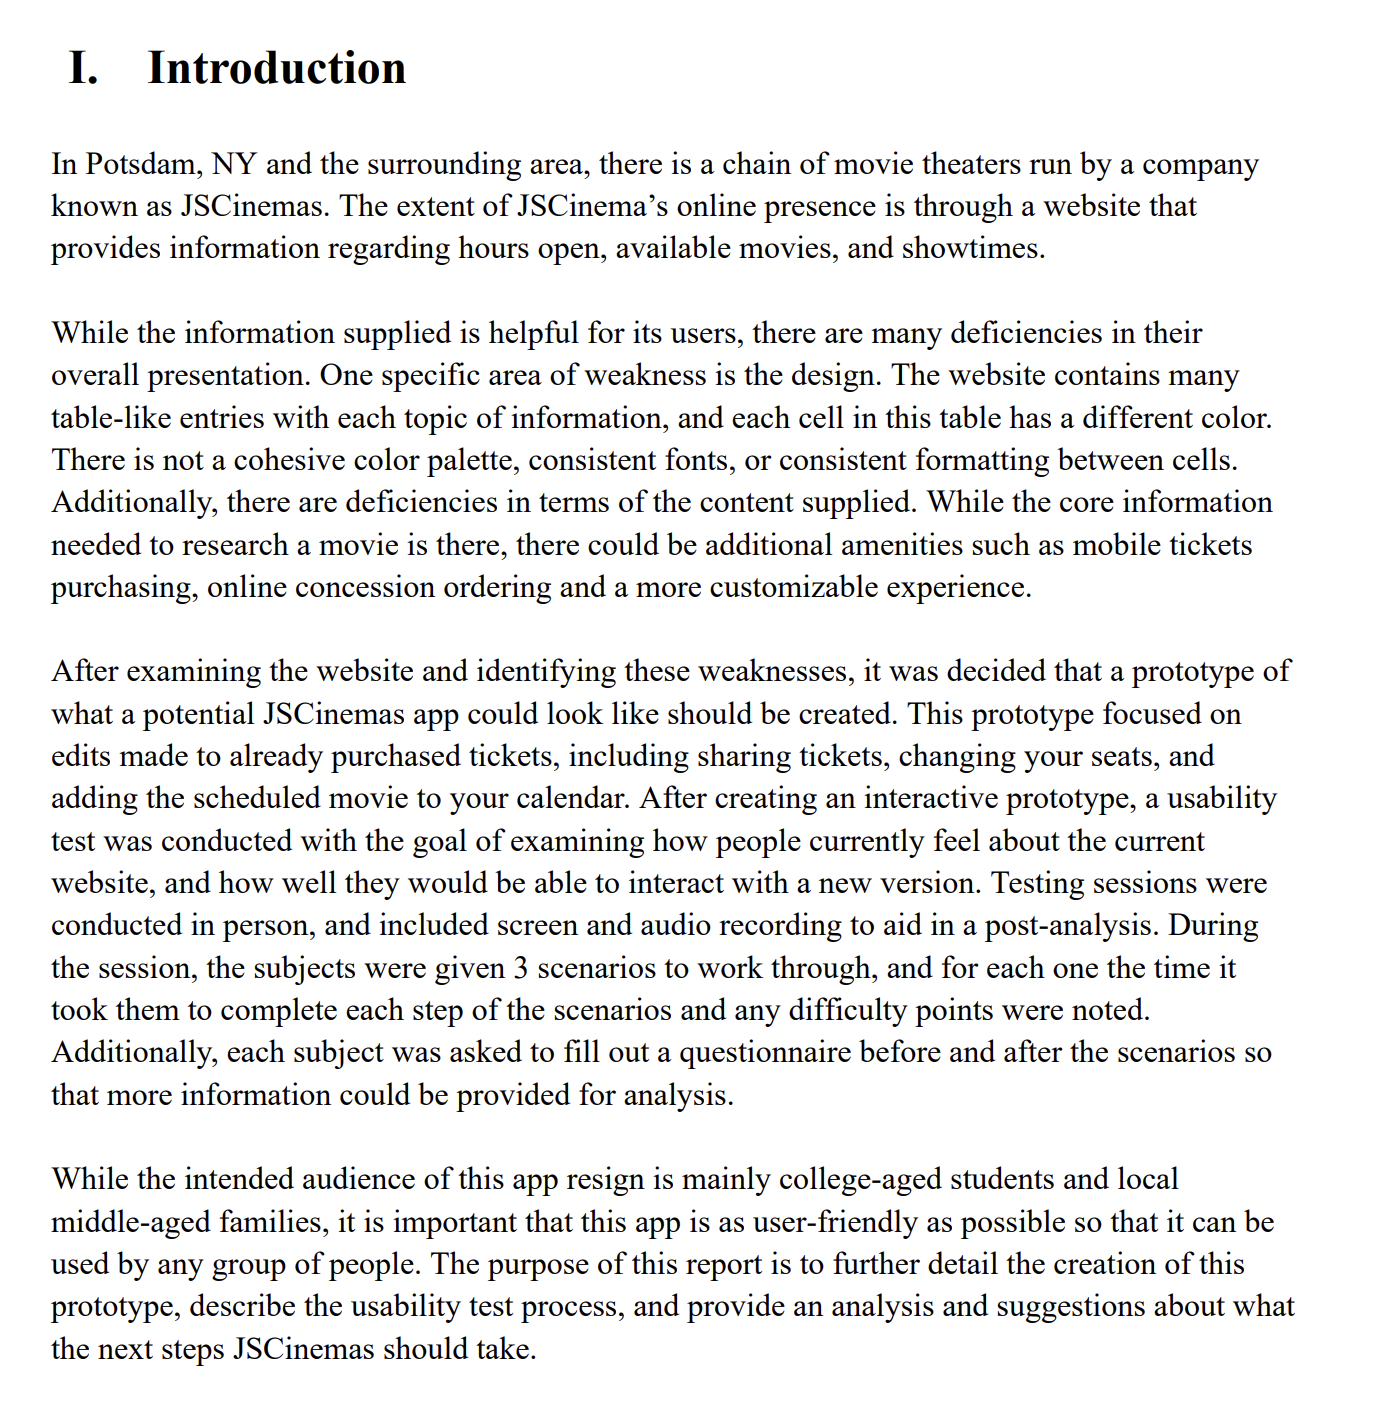 I. Introduction
In Potsdam, NY and the surrounding area, there is a chain of movie theaters run by a company
known as JSCinemas. The extent of JSCinema’s online presence is through a website that
provides information regarding hours open, available movies, and showtimes.
While the information supplied is helpful for its users, there are many deficiencies in their
overall presentation. One specific area of weakness is the design. The website contains many
table-like entries with each topic of information, and each cell in this table has a different color.
There is not a cohesive color palette, consistent fonts, or consistent formatting between cells.
Additionally, there are deficiencies in terms of the content supplied. While the core information
needed to research a movie is there, there could be additional amenities such as mobile tickets
purchasing, online concession ordering and a more customizable experience.
After examining the website and identifying these weaknesses, it was decided that a prototype of
what a potential JSCinemas app could look like should be created. This prototype focused on
edits made to already purchased tickets, including sharing tickets, changing your seats, and
adding the scheduled movie to your calendar. After creating an interactive prototype, a usability
test was conducted with the goal of examining how people currently feel about the current
website, and how well they would be able to interact with a new version. Testing sessions were
conducted in person, and included screen and audio recording to aid in a post-analysis. During
the session, the subjects were given 3 scenarios to work through, and for each one the time it
took them to complete each step of the scenarios and any difficulty points were noted.
Additionally, each subject was asked to fill out a questionnaire before and after the scenarios so
that more information could be provided for analysis.
While the intended audience of this app resign is mainly college-aged students and local
middle-aged families, it is important that this app is as user-friendly as possible so that it can be
used by any group of people. The purpose of this report is to further detail the creation of this
prototype, describe the usability test process, and provide an analysis and suggestions about what
the next steps JSCinemas should take.